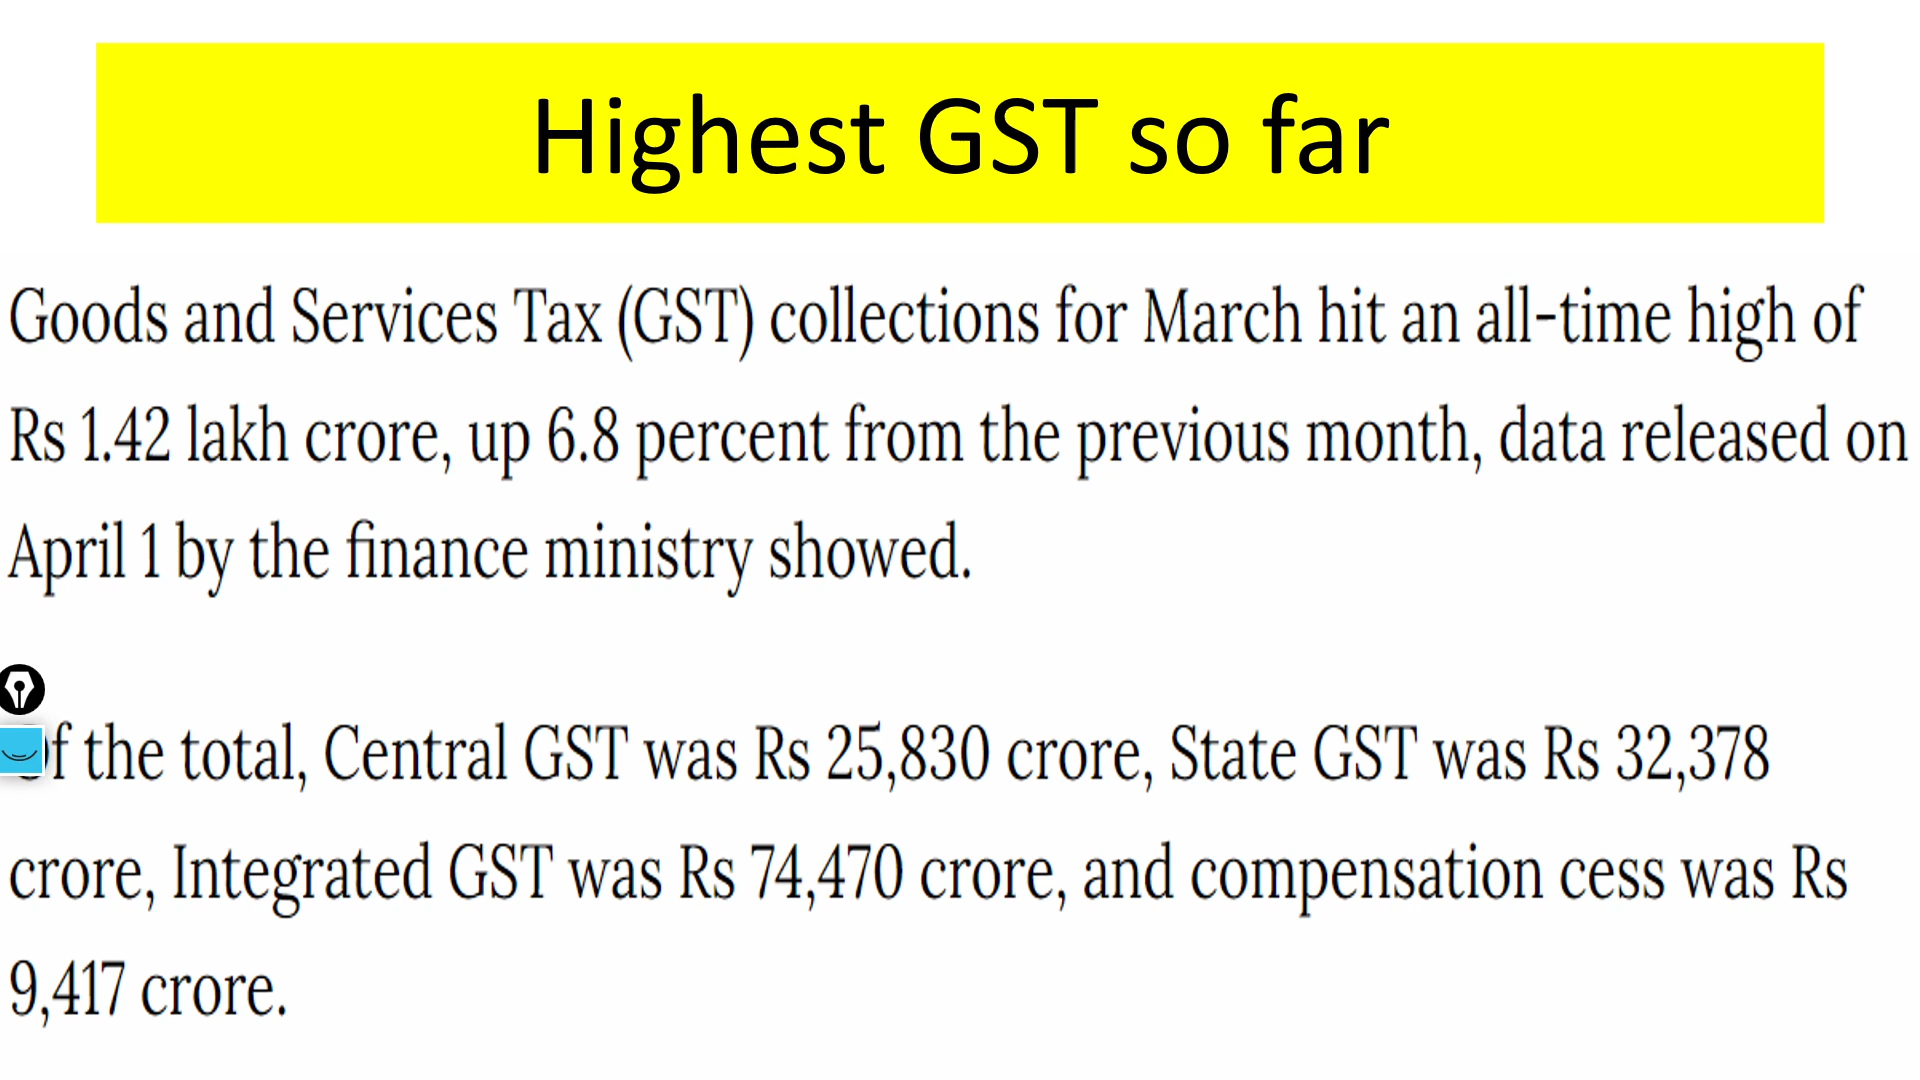 Highest GST so far
Goods and Services Tax (GST) collections for March hit an all-time high of
Rs 1.42 lakh crore, up 6.8 percent from the previous month, data released on
April 1 by the finance ministry showed.
Of the total, Central GST was Rs 25,830 crore, State GST was Rs 32,378
crore, Integrated GST was Rs 74,470 crore, and compensation cess was Rs
9,417 crore.